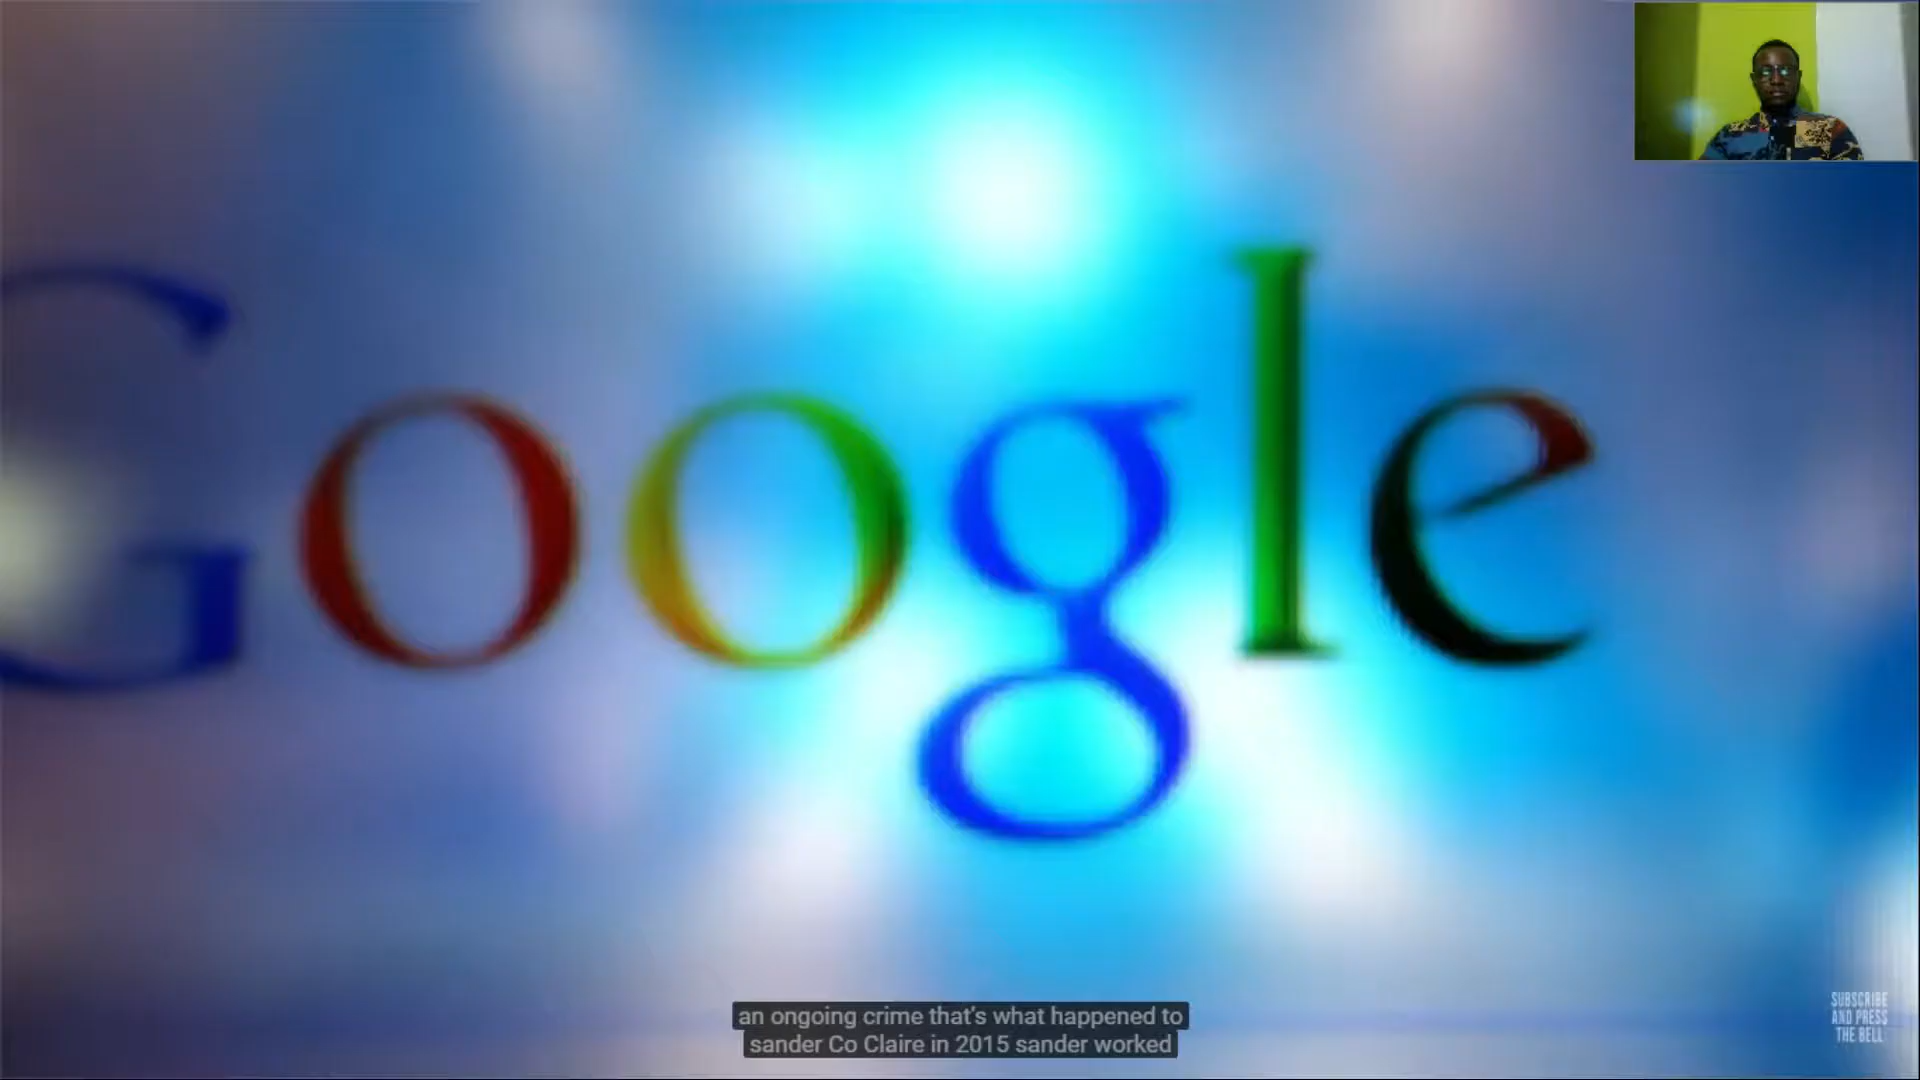 Google
an ongoing crime that's what happened to
sander Co Claire in 2015 sander worked
SUBSCRIBE
AND PRESS
THE BELL